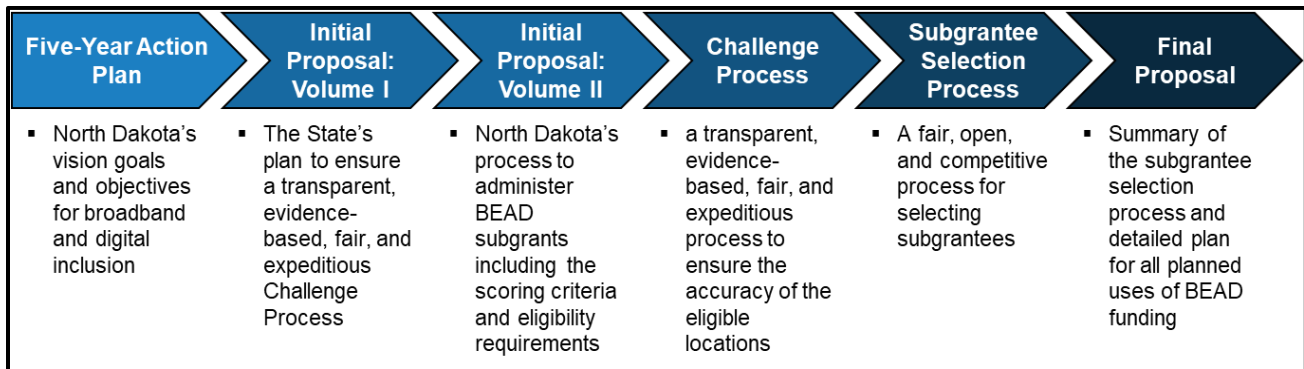 Five-Year Action
Plan
Initial
Proposal:
Volume I
Initial
Proposal:
Volume II
Challenge
Process
Subgrantee
Selection
Process
Final
Proposal
▪ North Dakota’s
vision goals
and objectives
for broadband
and digital
inclusion
▪ The State’s
plan to ensure
a transparent,
evidence-
based, fair, and
expeditious
Challenge
Process
▪ North Dakota’s
process to
administer
BEAD
subgrants
including the
scoring criteria
and eligibility
requirements
▪ a transparent,
evidence-
based, fair, and
expeditious
process to
ensure the
accuracy of the
eligible
locations
▪ A fair, open,
and competitive
process for
selecting
subgrantees
▪ Summary of
the subgrantee
selection
process and
detailed plan
for all planned
uses of BEAD
funding